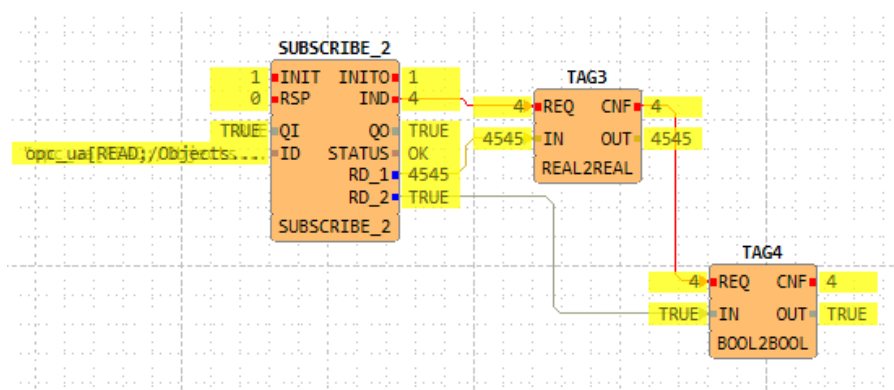 SUBSCRIBE_2
1 INIT INITO 1
0 RSP IND 4
TRUE QI QO TRUE
"opc_ua[READ;/Objects.... ID STATUS OK
RD_1 4545
RD_2 TRUE
SUBSCRIBE_2
TAG3
4 REQ CNF 4
4545 IN OUT 4545
REAL2REAL
TAG4
4 REQ CNF 4
TRUE IN OUT TRUE
BOOL2BOOL